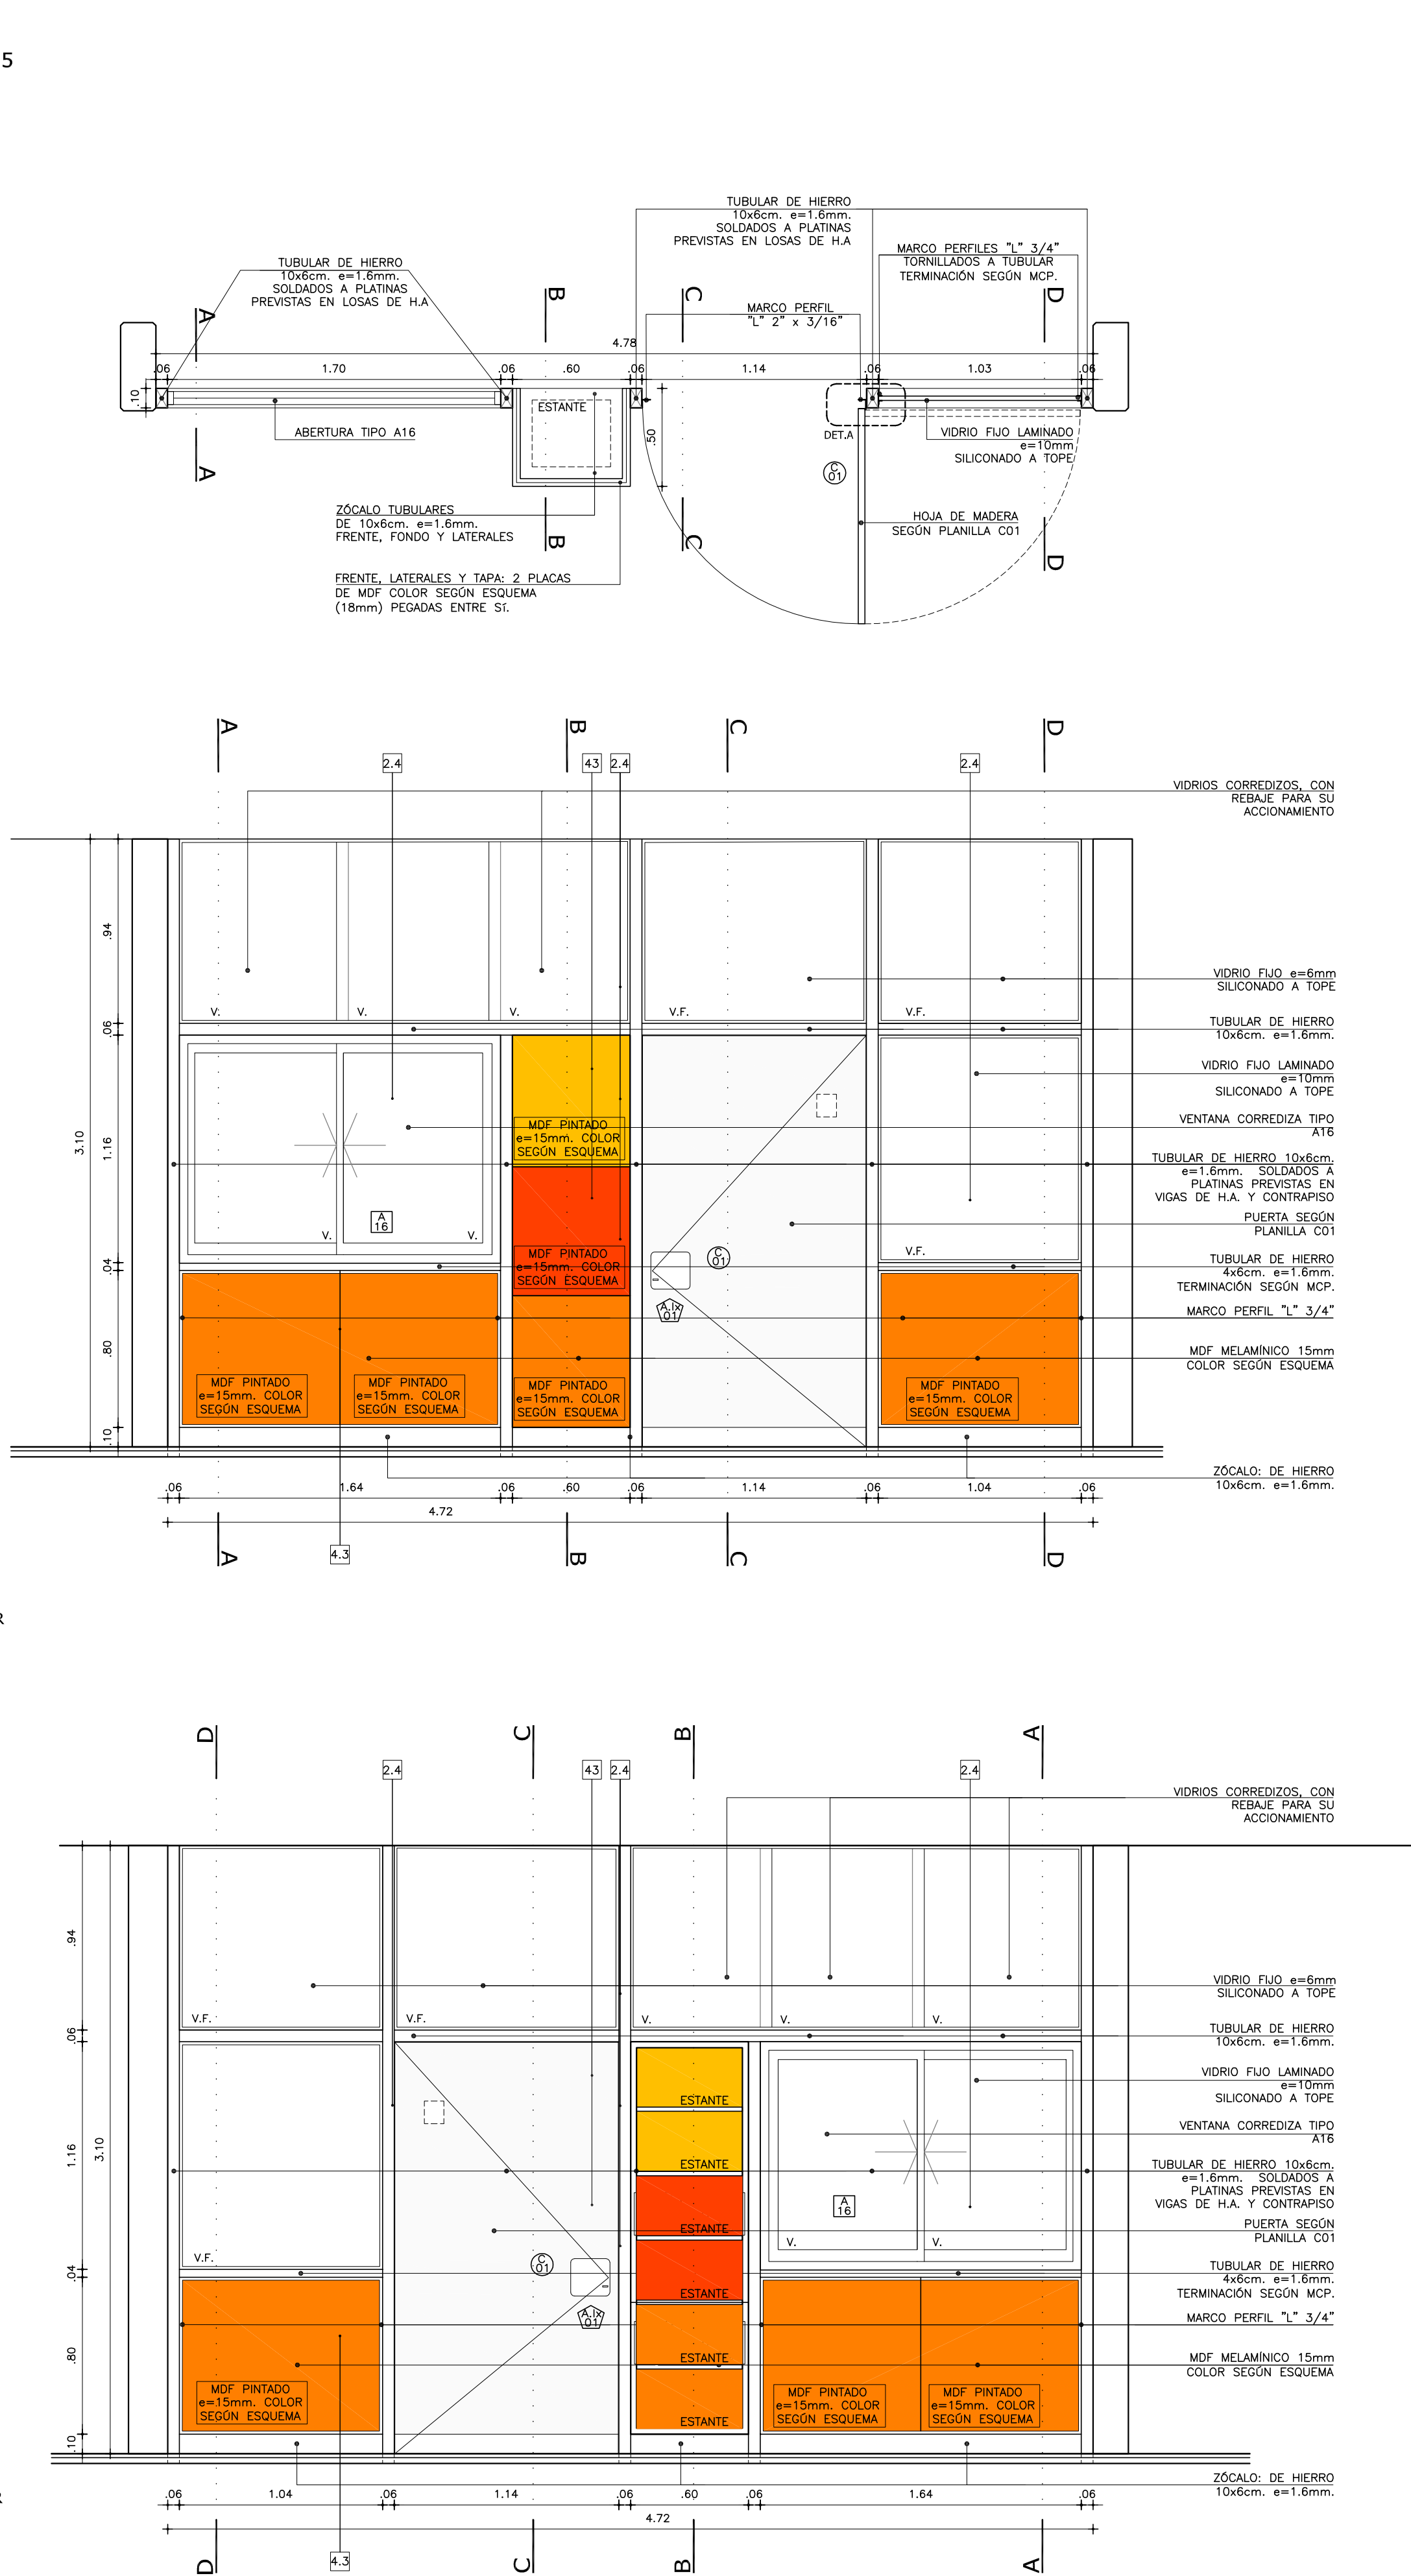 5
TUBULAR DE HIERRO
10x6cm. e=1.6mm.
SOLDADOS A PLATINAS
PREVISTAS EN LOSAS DE H.A
MARCO PERFILES "L" 3/4"
TORNILLADOS A TUBULAR
TERMINACIÓN SEGÚN MCP.
TUBULAR DE HIERRO
10x6cm. e=1.6mm.
SOLDADOS A PLATINAS
PREVISTAS EN LOSAS DE H.A
MARCO PERFIL
"L" 2" x 3/16"
A
B
C
D
4.78
.06
1.70
.06
.60
.06
1.14
.06
1.03
.06
.10
ESTANTE
.50
ABERTURA TIPO A16
DET.A
VIDRIO FIJO LAMINADO
e=10mm
SILICONADO A TOPE
C
01
A
ZÓCALO TUBULARES
DE 10x6cm. e=1.6mm.
FRENTE, FONDO Y LATERALES
HOJA DE MADERA
SEGÚN PLANILLA C01
B
C
D
FRENTE, LATERALES Y TAPA: 2 PLACAS
DE MDF COLOR SEGÚN ESQUEMA
(18mm) PEGADAS ENTRE SÍ.
A
B
C
D
2.4
43
2.4
2.4
VIDRIOS CORREDIZOS, CON
REBAJE PARA SU
ACCIONAMIENTO
.94
VIDRIO FIJO e=6mm
SILICONADO A TOPE
V.
V.
V.
V.F.
V.F.
.06
TUBULAR DE HIERRO
10x6cm. e=1.6mm.
VIDRIO FIJO LAMINADO
e=10mm
SILICONADO A TOPE
3.10
1.16
MDF PINTADO
e=15mm. COLOR
SEGÚN ESQUEMA
VENTANA CORREDIZA TIPO
A16
TUBULAR DE HIERRO 10x6cm.
e=1.6mm. SOLDADOS A
PLATINAS PREVISTAS EN
VIGAS DE H.A. Y CONTRAPISO
A
16
V.
V.
PUERTA SEGÚN
PLANILLA C01
MDF PINTADO
e=15mm. COLOR
SEGÚN ESQUEMA
C
01
V.F.
.04
TUBULAR DE HIERRO
4x6cm. e=1.6mm.
TERMINACIÓN SEGÚN MCP.
A.Ix
01
MARCO PERFIL "L" 3/4"
.80
MDF MELAMÍNICO 15mm
COLOR SEGÚN ESQUEMA
MDF PINTADO
e=15mm. COLOR
SEGÚN ESQUEMA
MDF PINTADO
e=15mm. COLOR
SEGÚN ESQUEMA
MDF PINTADO
e=15mm. COLOR
SEGÚN ESQUEMA
MDF PINTADO
e=15mm. COLOR
SEGÚN ESQUEMA
.10
ZÓCALO: DE HIERRO
10x6cm. e=1.6mm.
.06
1.64
.06
.60
.06
1.14
.06
1.04
.06
4.72
A
4.3
B
C
D
R
D
C
B
A
2.4
43
2.4
2.4
VIDRIOS CORREDIZOS, CON
REBAJE PARA SU
ACCIONAMIENTO
.94
VIDRIO FIJO e=6mm
SILICONADO A TOPE
V.F.
V.F.
V.
V.
V.
.06
TUBULAR DE HIERRO
10x6cm. e=1.6mm.
VIDRIO FIJO LAMINADO
e=10mm
SILICONADO A TOPE
ESTANTE
VENTANA CORREDIZA TIPO
A16
1.16
3.10
ESTANTE
TUBULAR DE HIERRO 10x6cm.
e=1.6mm. SOLDADOS A
PLATINAS PREVISTAS EN
VIGAS DE H.A. Y CONTRAPISO
A
16
ESTANTE
PUERTA SEGÚN
PLANILLA C01
V.
V.
V.F.
C
01
.04
TUBULAR DE HIERRO
4x6cm. e=1.6mm.
TERMINACIÓN SEGÚN MCP.
ESTANTE
A.Ix
01
MARCO PERFIL "L" 3/4"
.80
ESTANTE
MDF MELAMÍNICO 15mm
COLOR SEGÚN ESQUEMA
MDF PINTADO
e=15mm. COLOR
SEGÚN ESQUEMA
MDF PINTADO
e=15mm. COLOR
SEGÚN ESQUEMA
MDF PINTADO
e=15mm. COLOR
SEGÚN ESQUEMA
ESTANTE
.10
ZÓCALO: DE HIERRO
10x6cm. e=1.6mm.
.06
1.04
.06
1.14
.06
.60
.06
1.64
.06
4.72
D
4.3
C
B
A